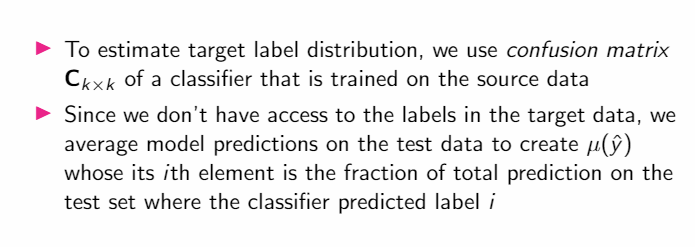 ▶ To estimate target label distribution, we use confusion matrix
C_{k×k} of a classifier that is trained on the source data
▶ Since we don't have access to the labels in the target data, we
average model predictions on the test data to create μ(ŷ)
whose its ith element is the fraction of total prediction on the
test set where the classifier predicted label i